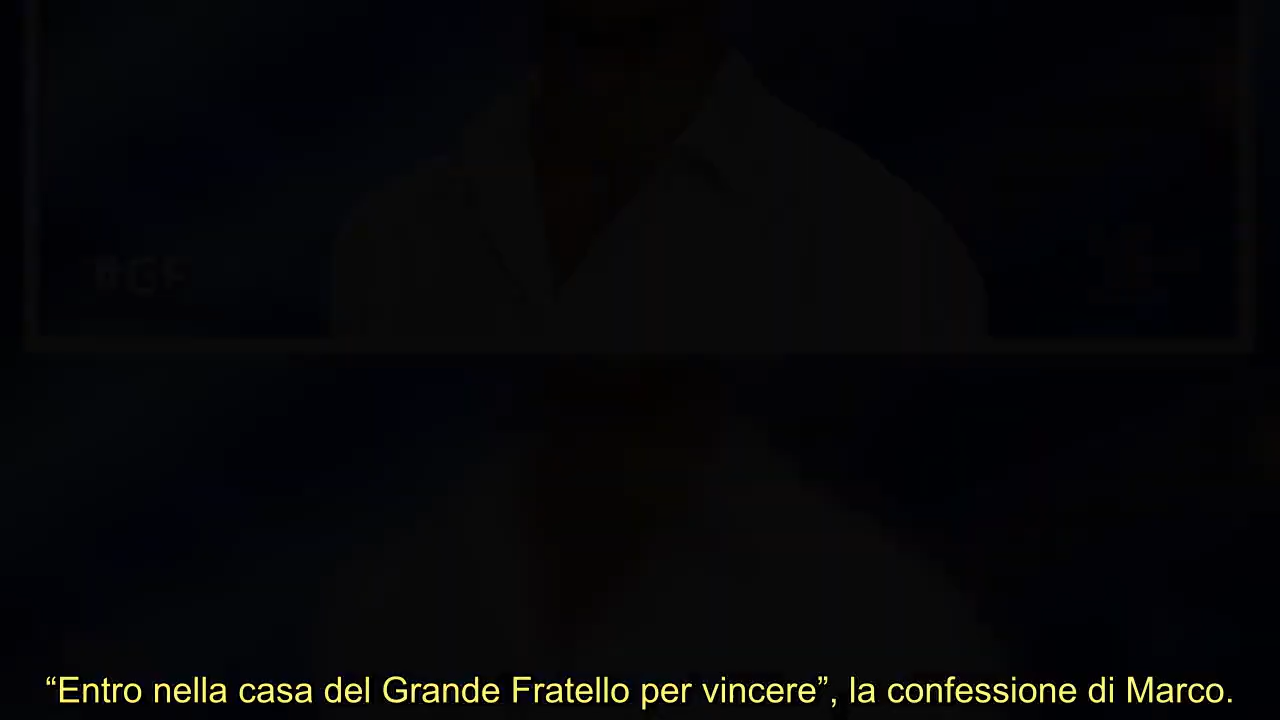 “Entro nella casa del Grande Fratello per vincere”, la confessione di Marco.